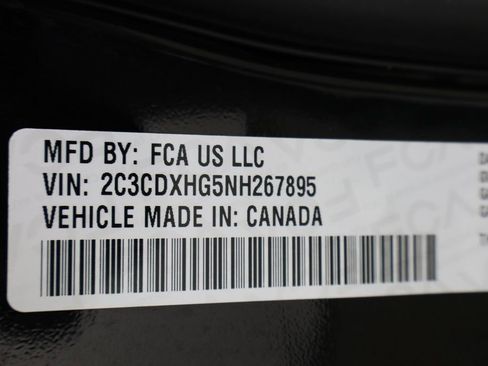 MFD BY: FCA US LLC
VIN: 2C3CDXHG5NH267895
VEHICLE MADE IN: CANADA